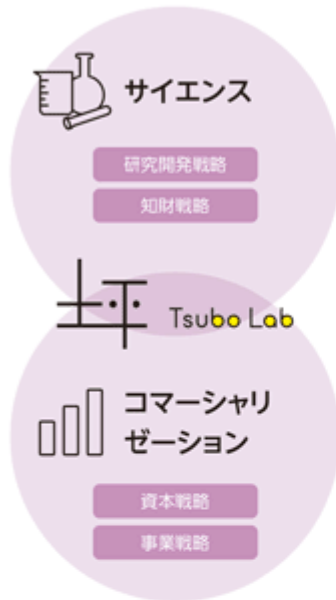 サイエンス
研究開発戦略
知財戦略
坪 Tsubo Lab
コマーシャリ
ゼーション
資本戦略
事業戦略